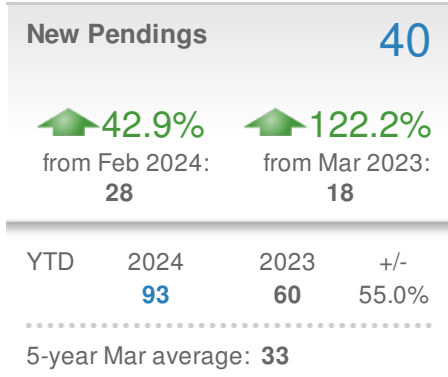 New Pendings 40
42.9% 122.2%
from Feb 2024: from Mar 2023:
28 18
YTD 2024 2023 +/-
93 60 55.0%
5-year Mar average: 33